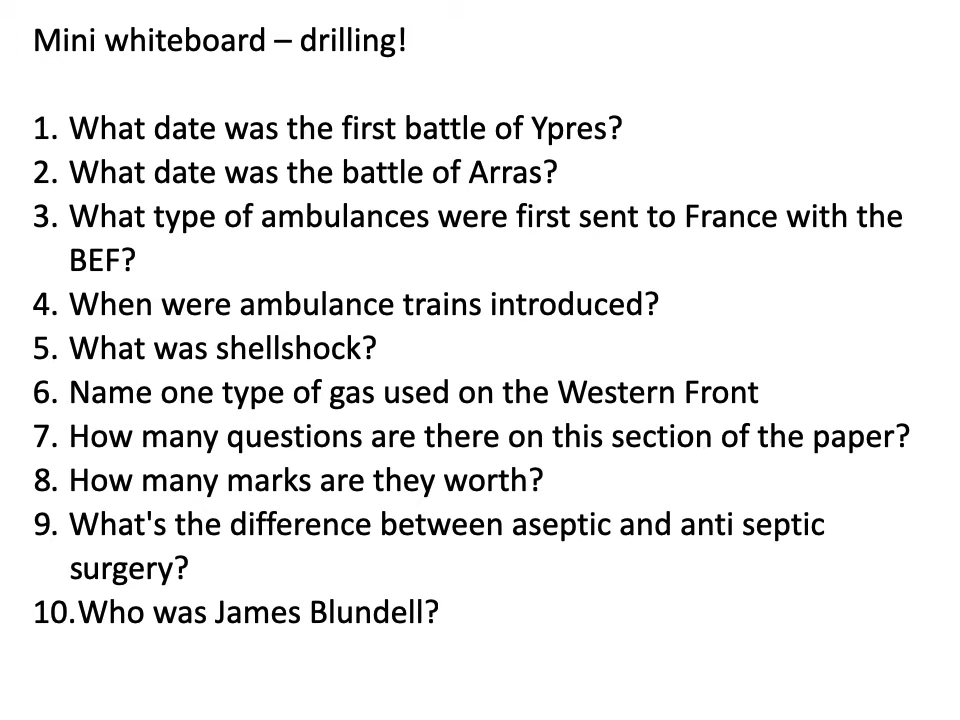 Mini whiteboard – drilling!
1. What date was the first battle of Ypres?
2. What date was the battle of Arras?
3. What type of ambulances were first sent to France with the
BEF?
4. When were ambulance trains introduced?
5. What was shellshock?
6. Name one type of gas used on the Western Front
7. How many questions are there on this section of the paper?
8. How many marks are they worth?
9. What's the difference between aseptic and anti septic
surgery?
10.Who was James Blundell?